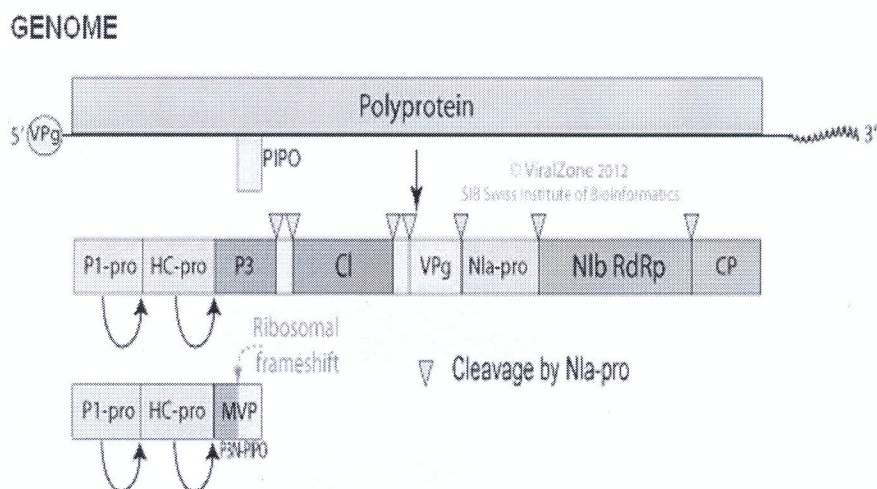 GENOME
Polyprotein
5' VPg 3'
PIPO
© ViralZone 2012
SIB Swiss Institute of Bioinformatics
P1-pro HC-pro P3 CI VPg NIa-pro NIb RdRp CP
Ribosomal
frameshift
Cleavage by NIa-pro
P1-pro HC-pro MVP
P3N-PIPO